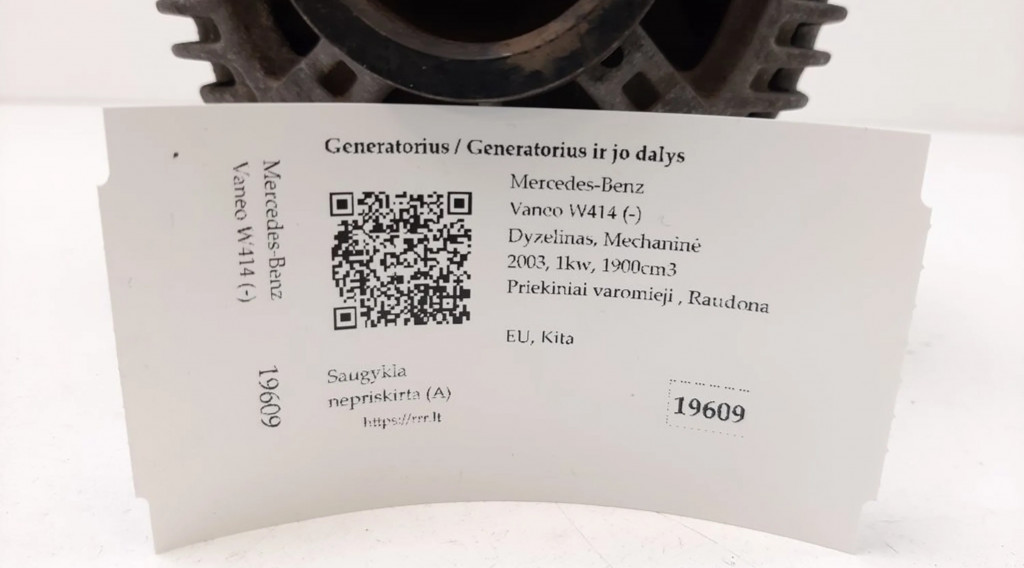 Generatorius / Generatorius ir jo dalys
Mercedes-Benz
Vaneo W414 (-)
Dyzelinas, Mechaninė
2003, 1kw, 1900cm3
Priekiniai varomieji , Raudona
EU, Kita
Saugykla
nepriskirta (A)
https://rrr.lt
19609
Mercedes-Benz
Vaneo W414 (-)
19609